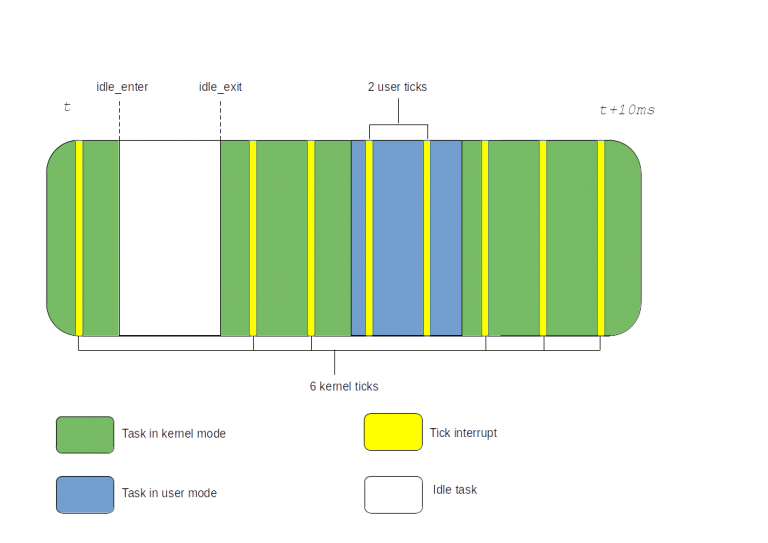 idle_enter
idle_exit
2 user ticks
t
t+10ms
6 kernel ticks
Task in kernel mode
Tick interrupt
Task in user mode
Idle task